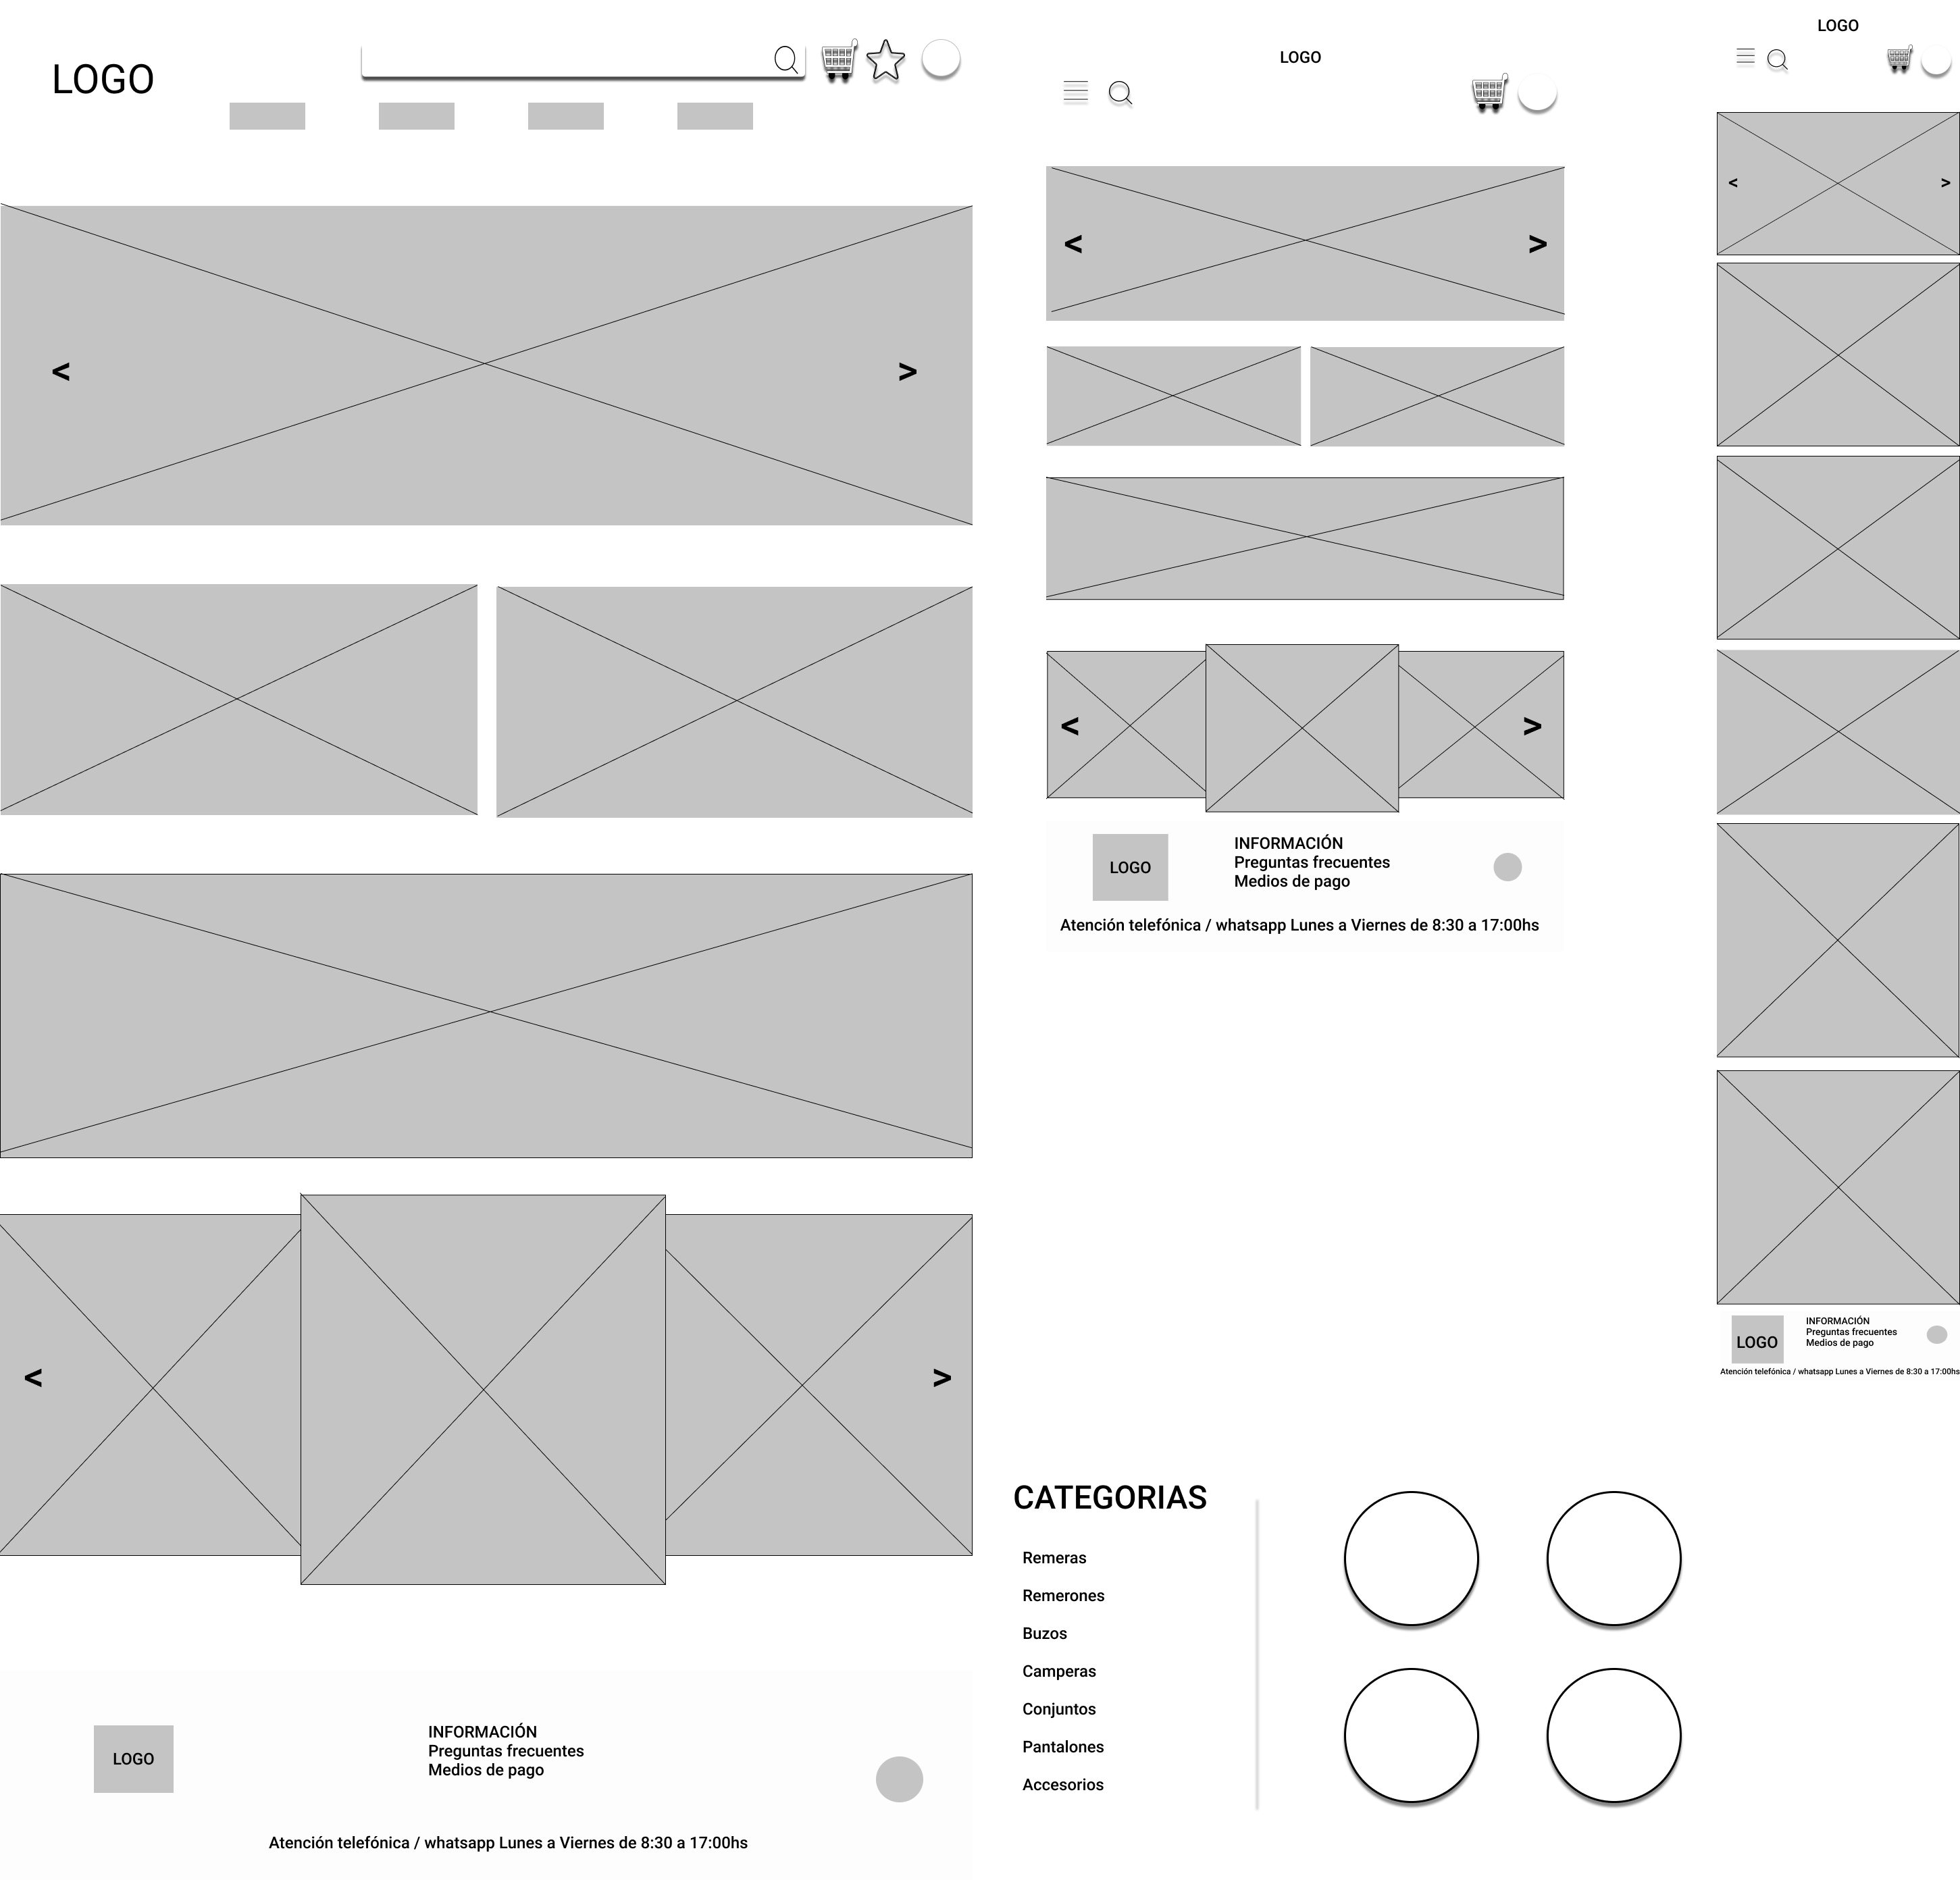 LOGO
<
>
<
>
LOGO
INFORMACIÓN
Preguntas frecuentes
Medios de pago
Atención telefónica / whatsapp Lunes a Viernes de 8:30 a 17:00hs
LOGO
<
>
<
>
LOGO
INFORMACIÓN
Preguntas frecuentes
Medios de pago
Atención telefónica / whatsapp Lunes a Viernes de 8:30 a 17:00hs
LOGO
<
>
LOGO
INFORMACIÓN
Preguntas frecuentes
Medios de pago
Atención telefónica / whatsapp Lunes a Viernes de 8:30 a 17:00hs
CATEGORIAS
Remeras
Remerones
Buzos
Camperas
Conjuntos
Pantalones
Accesorios